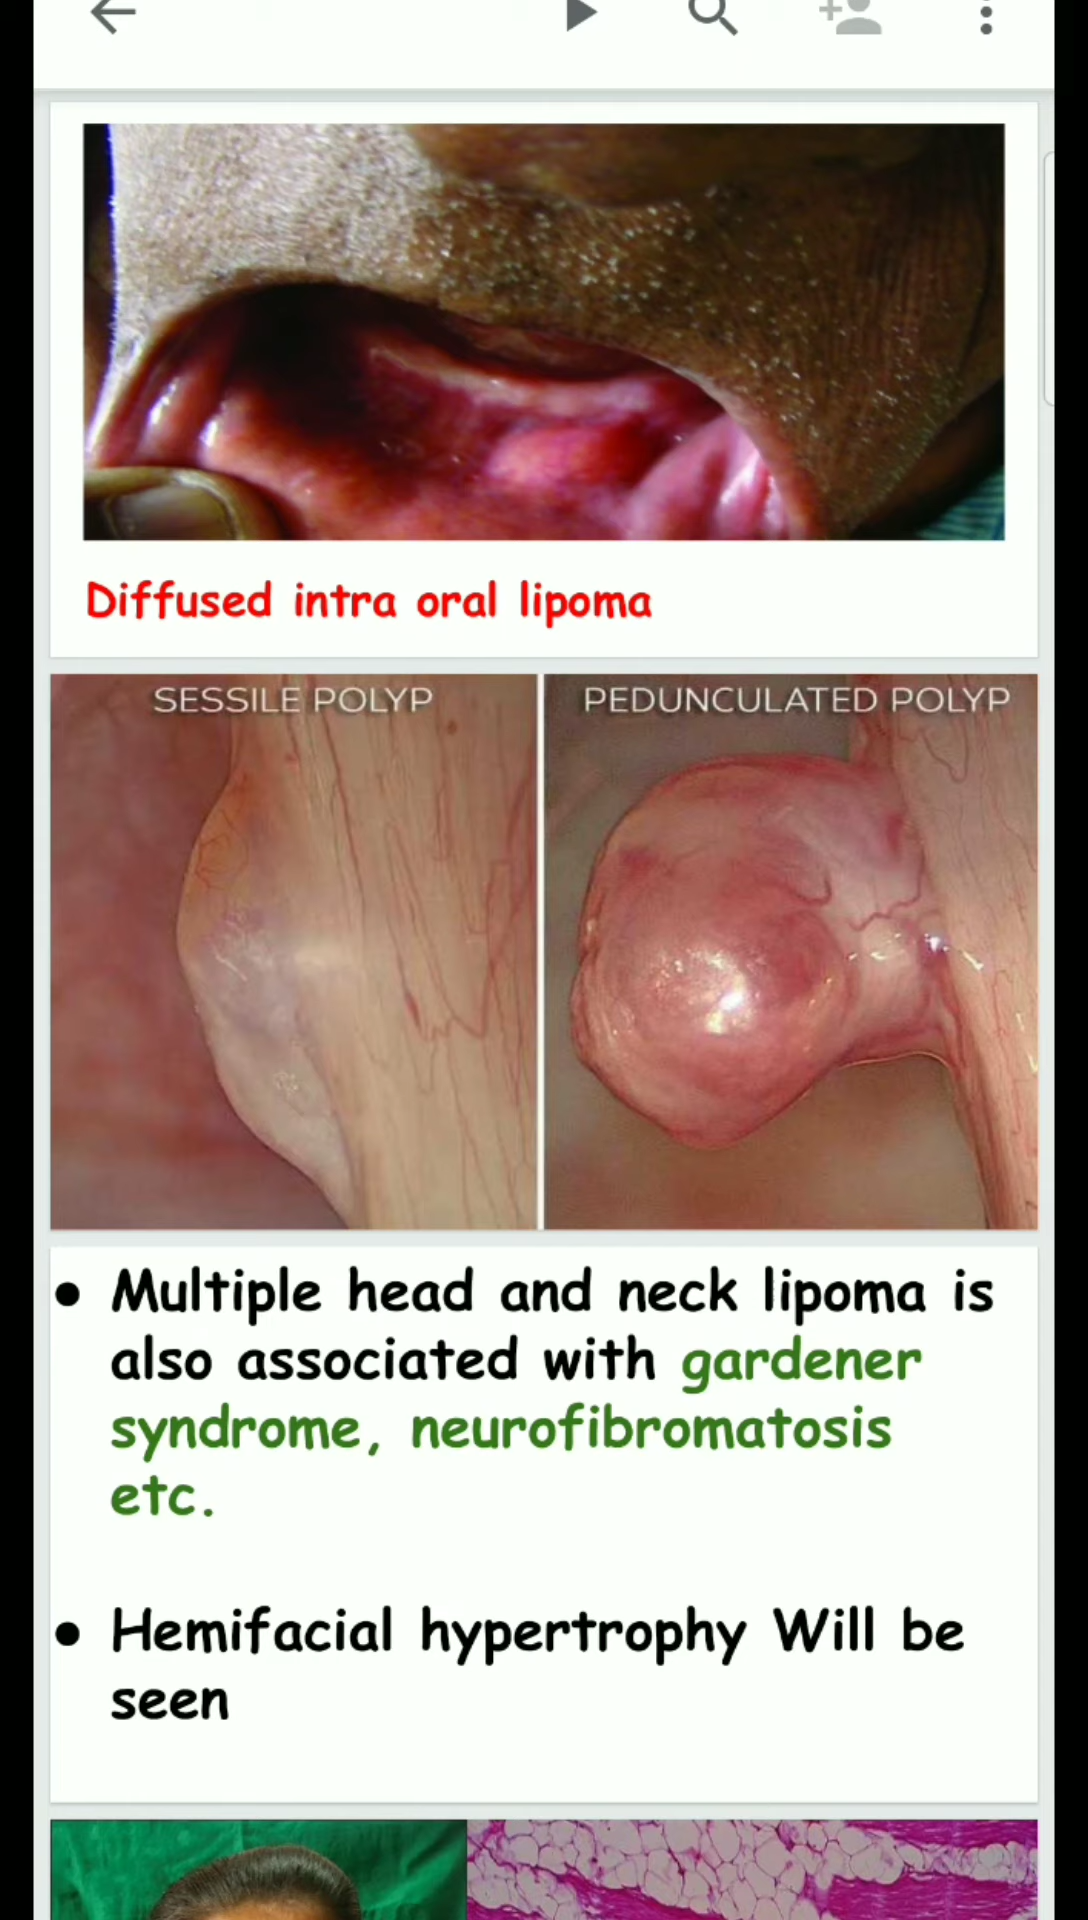 Diffused intra oral lipoma
SESSILE POLYP
PEDUNCULATED POLYP
● Multiple head and neck lipoma is
also associated with gardener
syndrome, neurofibromatosis
etc.
● Hemifacial hypertrophy Will be
seen